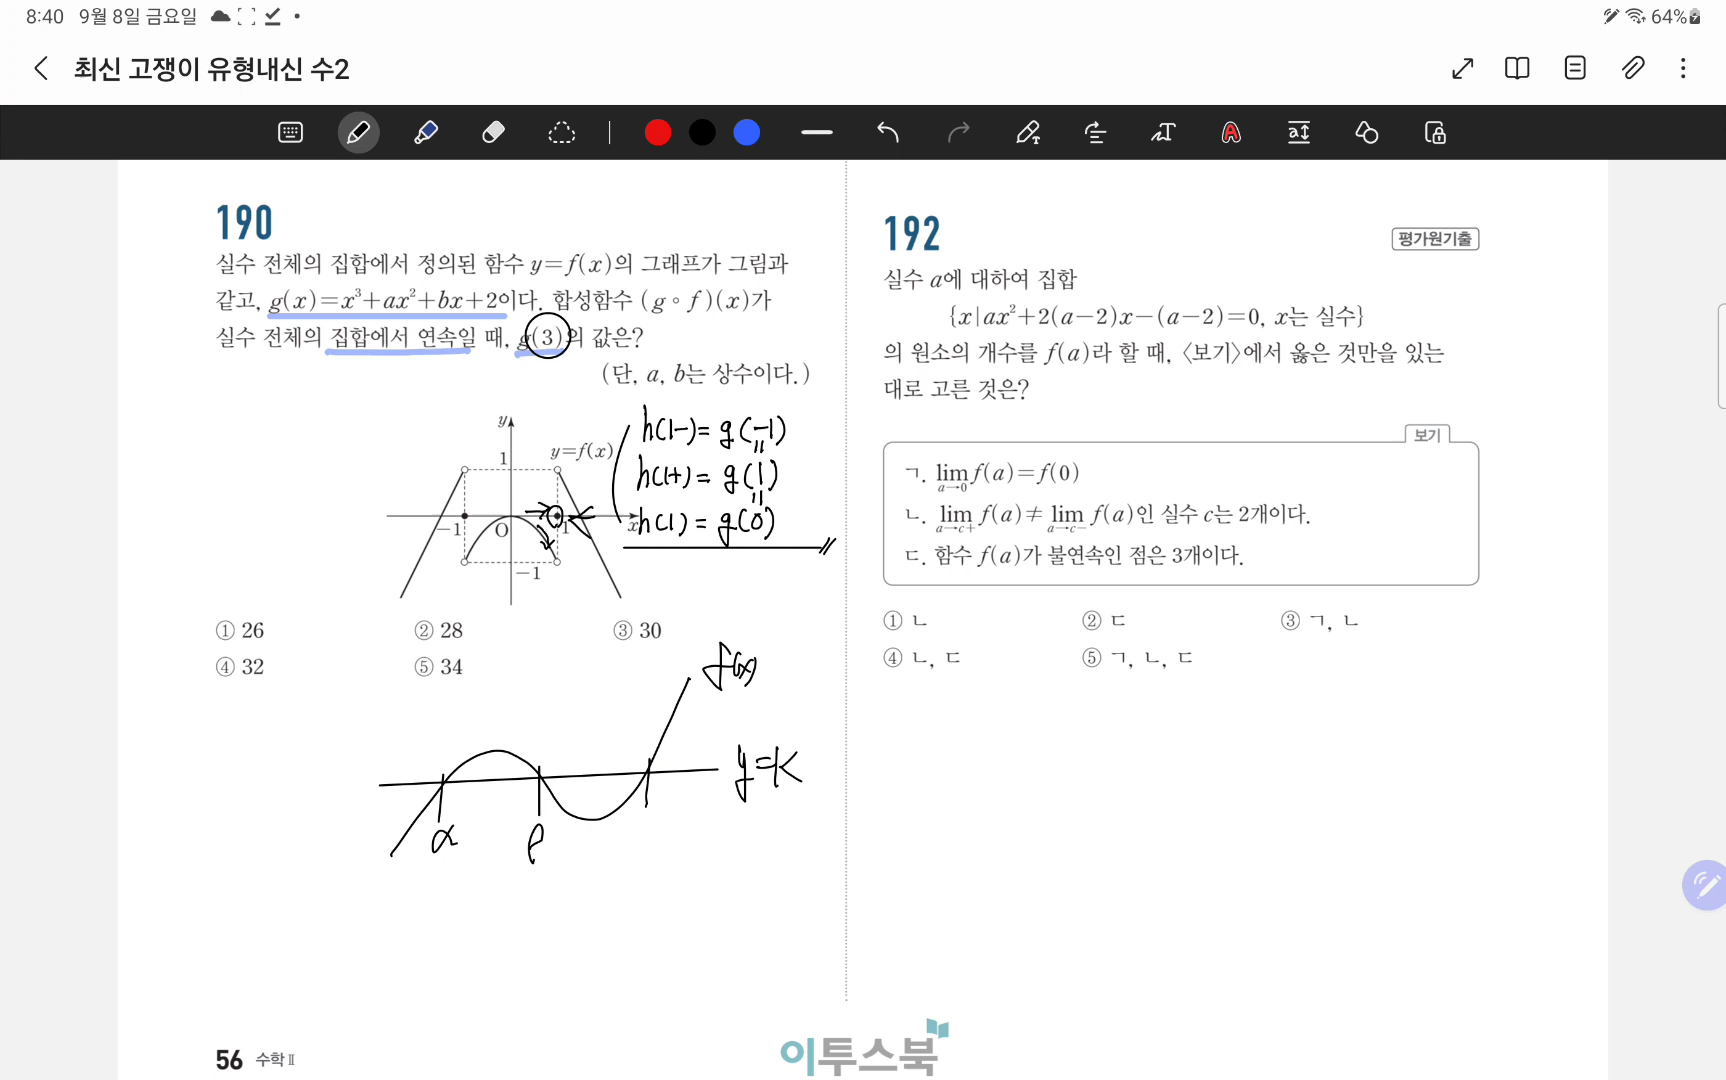 8:40 9월 8일 금요일
64%
최신 고쟁이 유형내신 수2
190
실수 전체의 집합에서 정의된 함수 y=f(x)의 그래프가 그림과
같고, g(x)=x³+ax²+bx+2이다. 합성함수 (g∘f)(x)가
실수 전체의 집합에서 연속일 때, g(3)의 값은?
(단, a, b는 상수이다.)
y
1
y=f(x)
-1
O
1
x
-1
h(1-)=g(-1)
h(1+)=g(1)
h(1)=g(0)
① 26
② 28
③ 30
④ 32
⑤ 34
f(x)
y=k
α
β
56 수학Ⅱ
192
평가원기출
실수 a에 대하여 집합
{x|ax²+2(a-2)x-(a-2)=0, x는 실수}
의 원소의 개수를 f(a)라 할 때, 〈보기〉에서 옳은 것만을 있는
대로 고른 것은?
보기
ㄱ. lim a→0 f(a)=f(0)
ㄴ. lim a→c+ f(a)≠lim a→c- f(a)인 실수 c는 2개이다.
ㄷ. 함수 f(a)가 불연속인 점은 3개이다.
① ㄴ
② ㄷ
③ ㄱ, ㄴ
④ ㄴ, ㄷ
⑤ ㄱ, ㄴ, ㄷ
이투스북